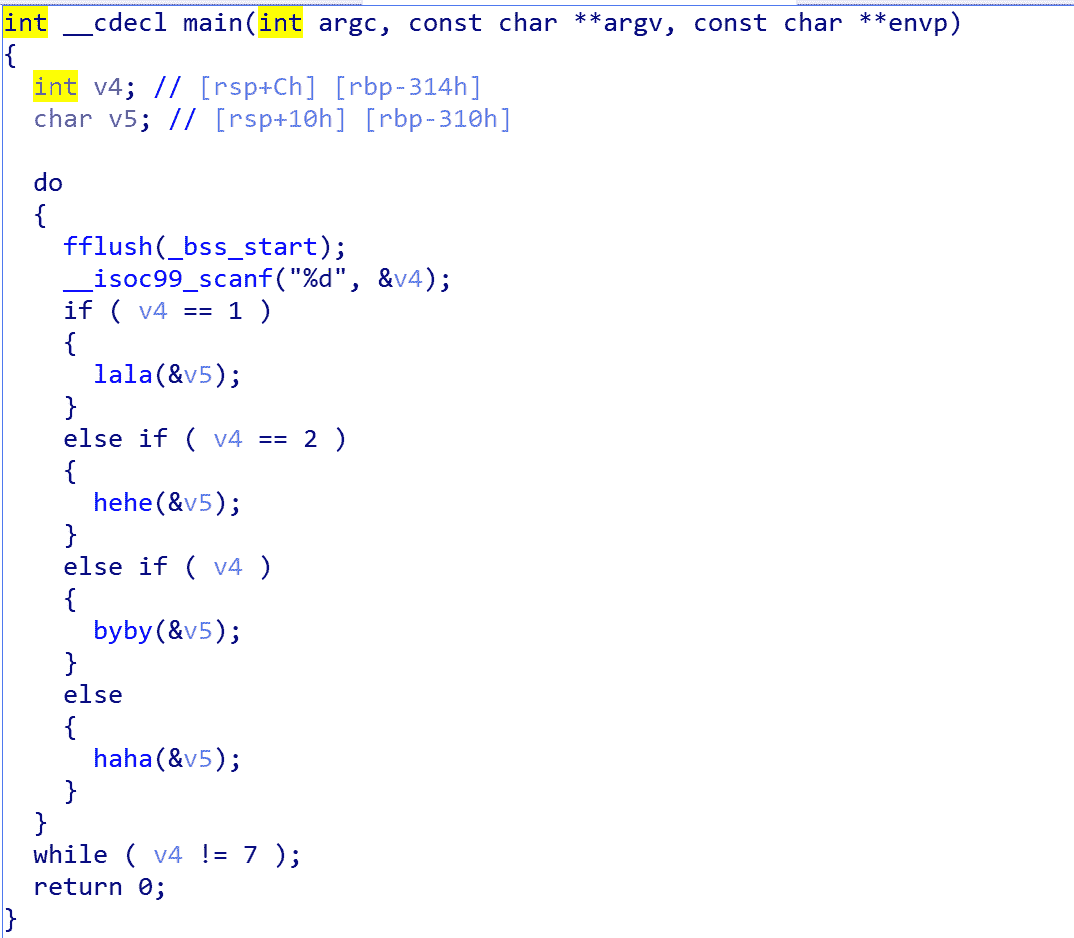 int __cdecl main(int argc, const char **argv, const char **envp)
{
  int v4; // [rsp+Ch] [rbp-314h]
  char v5; // [rsp+10h] [rbp-310h]

  do
  {
    fflush(_bss_start);
    __isoc99_scanf("%d", &v4);
    if ( v4 == 1 )
    {
      lala(&v5);
    }
    else if ( v4 == 2 )
    {
      hehe(&v5);
    }
    else if ( v4 )
    {
      byby(&v5);
    }
    else
    {
      haha(&v5);
    }
  }
  while ( v4 != 7 );
  return 0;
}